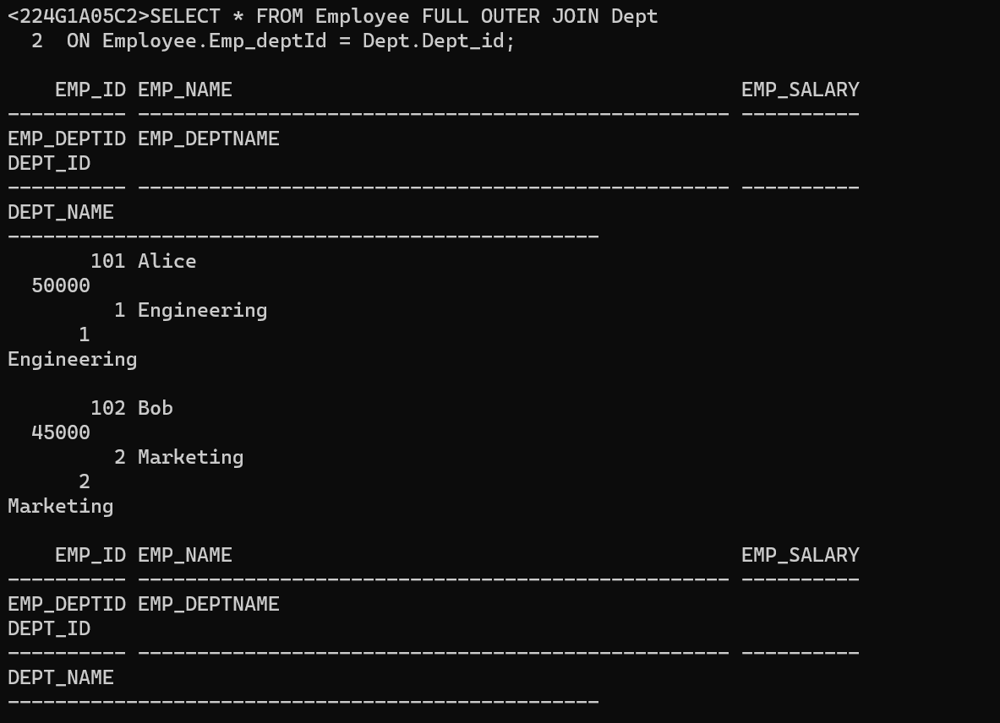 <224G1A05C2>SELECT * FROM Employee FULL OUTER JOIN Dept
  2  ON Employee.Emp_deptId = Dept.Dept_id;

    EMP_ID EMP_NAME                                           EMP_SALARY
---------- -------------------------------------------------- ----------
EMP_DEPTID EMP_DEPTNAME
DEPT_ID
---------- -------------------------------------------------- ----------
DEPT_NAME
--------------------------------------------------
       101 Alice
  50000
         1 Engineering
      1
Engineering

       102 Bob
  45000
         2 Marketing
      2
Marketing

    EMP_ID EMP_NAME                                           EMP_SALARY
---------- -------------------------------------------------- ----------
EMP_DEPTID EMP_DEPTNAME
DEPT_ID
---------- -------------------------------------------------- ----------
DEPT_NAME
--------------------------------------------------